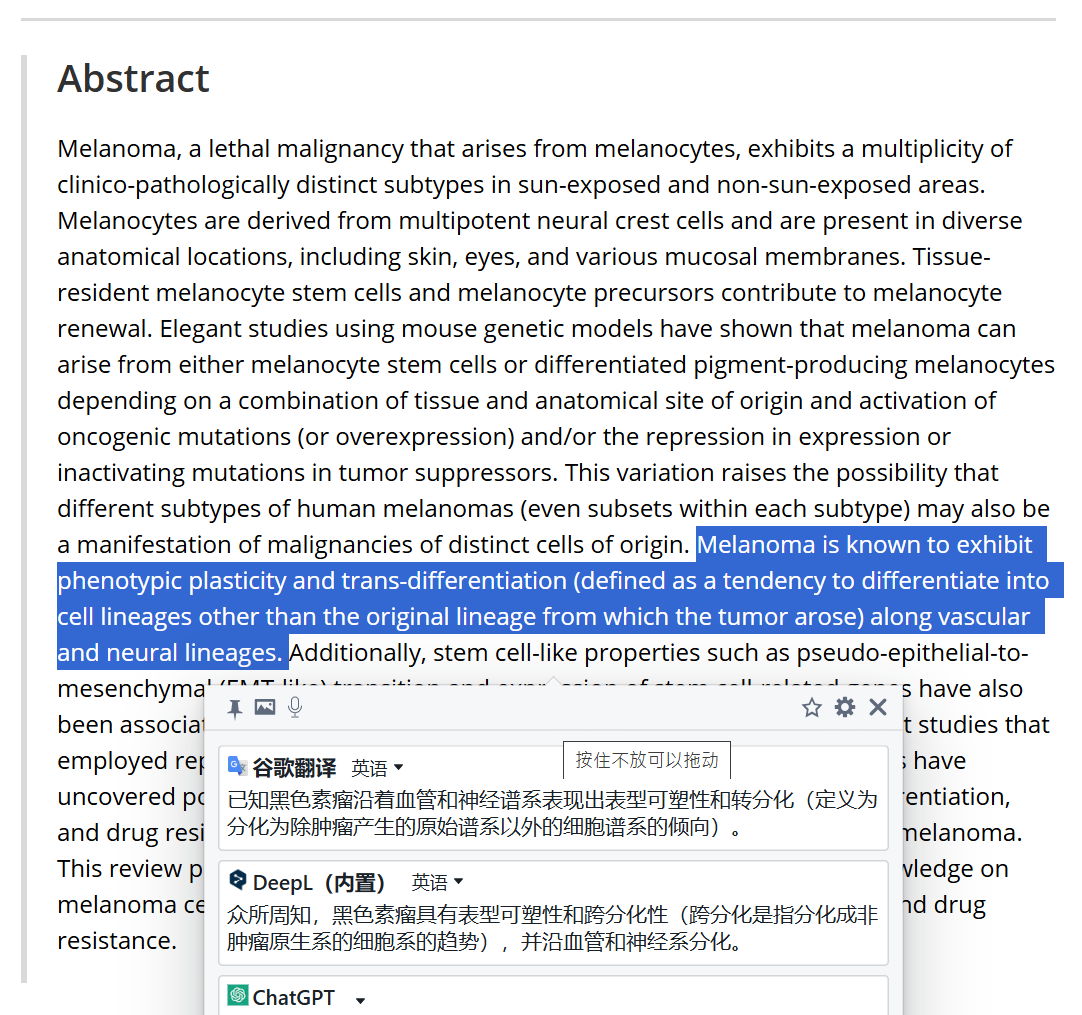 Abstract
Melanoma, a lethal malignancy that arises from melanocytes, exhibits a multiplicity of
clinico-pathologically distinct subtypes in sun-exposed and non-sun-exposed areas.
Melanocytes are derived from multipotent neural crest cells and are present in diverse
anatomical locations, including skin, eyes, and various mucosal membranes. Tissue-
resident melanocyte stem cells and melanocyte precursors contribute to melanocyte
renewal. Elegant studies using mouse genetic models have shown that melanoma can
arise from either melanocyte stem cells or differentiated pigment-producing melanocytes
depending on a combination of tissue and anatomical site of origin and activation of
oncogenic mutations (or overexpression) and/or the repression in expression or
inactivating mutations in tumor suppressors. This variation raises the possibility that
different subtypes of human melanomas (even subsets within each subtype) may also be
a manifestation of malignancies of distinct cells of origin. Melanoma is known to exhibit
phenotypic plasticity and trans-differentiation (defined as a tendency to differentiate into
cell lineages other than the original lineage from which the tumor arose) along vascular
and neural lineages. Additionally, stem cell-like properties such as pseudo-epithelial-to-
mesenchymal (EMT-like) transition and expression of stem cell-related genes have also
been associat t studies that
employed rep s have
uncovered po rentiation,
and drug resi melanoma.
This review p wledge on
melanoma ce nd drug
resistance.
谷歌翻译 英语
按住不放可以拖动
已知黑色素瘤沿着血管和神经谱系表现出表型可塑性和转分化（定义为
分化为除肿瘤产生的原始谱系以外的细胞谱系的倾向）。
DeepL（内置） 英语
众所周知，黑色素瘤具有表型可塑性和跨分化性（跨分化是指分化成非
肿瘤原生系的细胞系的趋势），并沿血管和神经系分化。
ChatGPT